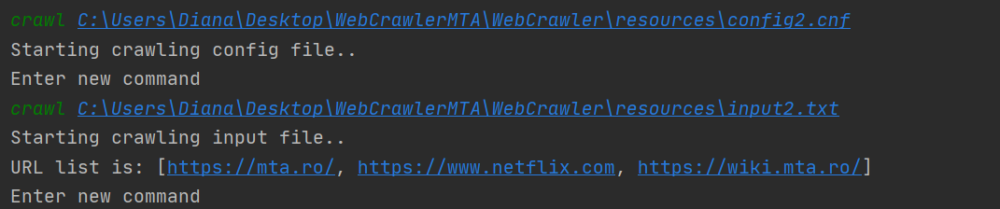 crawl C:\Users\Diana\Desktop\WebCrawlerMTA\WebCrawler\resources\config2.cnf
Starting crawling config file..
Enter new command
crawl C:\Users\Diana\Desktop\WebCrawlerMTA\WebCrawler\resources\input2.txt
Starting crawling input file..
URL list is: [https://mta.ro/, https://www.netflix.com, https://wiki.mta.ro/]
Enter new command